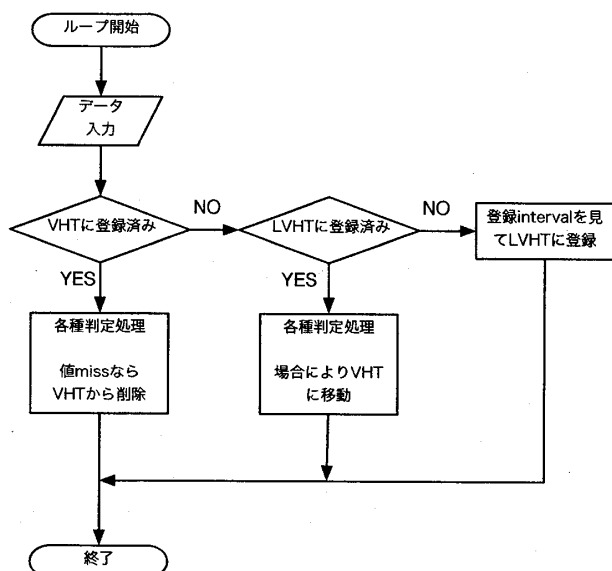 ループ開始
データ
入力
VHTに登録済み
NO
LVHTに登録済み
NO
登録intervalを見
てLVHTに登録
YES
YES
各種判定処理
値missなら
VHTから削除
各種判定処理
場合によりVHT
に移動
終了